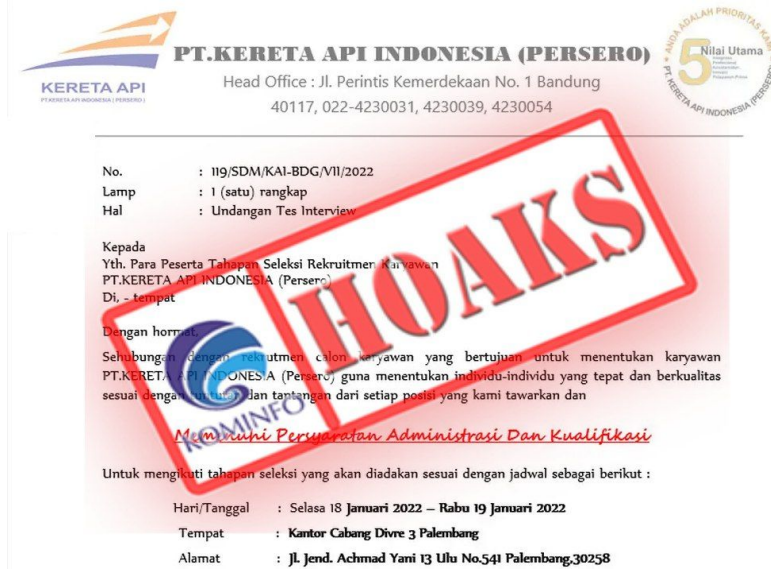 PT.KERETA API INDONESIA (PERSERO)
Head Office : Jl. Perintis Kemerdekaan No. 1 Bandung
40117, 022-4230031, 4230039, 4230054
KERETA API
PT.KERETA API INDONESIA ( PERSERO )
ANDA ADALAH PRIORITAS KAMI
5 Nilai Utama
PT. KERETA API INDONESIA (PERSERO)
No. : 119/SDM/KAI-BDG/VII/2022
Lamp : 1 (satu) rangkap
Hal : Undangan Tes Interview
Kepada
Yth. Para Peserta Tahapan Seleksi Rekruitmen Karyawan
PT.KERETA API INDONESIA (Persero)
Di, - tempat
Dengan hormat,
Sehubungan dengan rekrutmen calon karyawan yang bertujuan untuk menentukan karyawan
PT.KERETA API INDONESIA (Persero) guna menentukan individu-individu yang tepat dan berkualitas
sesuai dengan tuntutan dan tantangan dari setiap posisi yang kami tawarkan dan
Memenuhi Persyaratan Administrasi Dan Kualifikasi
Untuk mengikuti tahapan seleksi yang akan diadakan sesuai dengan jadwal sebagai berikut :
Hari/Tanggal : Selasa 18 Januari 2022 – Rabu 19 Januari 2022
Tempat : Kantor Cabang Divre 3 Palembang
Alamat : Jl. Jend. Achmad Yani 13 Ulu No.541 Palembang,30258
HOAKS
KOMINFO